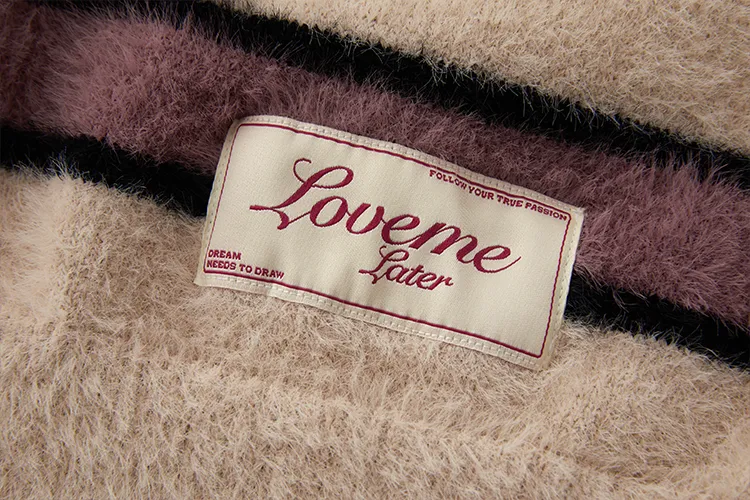 FOLLOW YOUR TRUE PASSION
Loveme
Later
DREAM
NEEDS TO DRAW